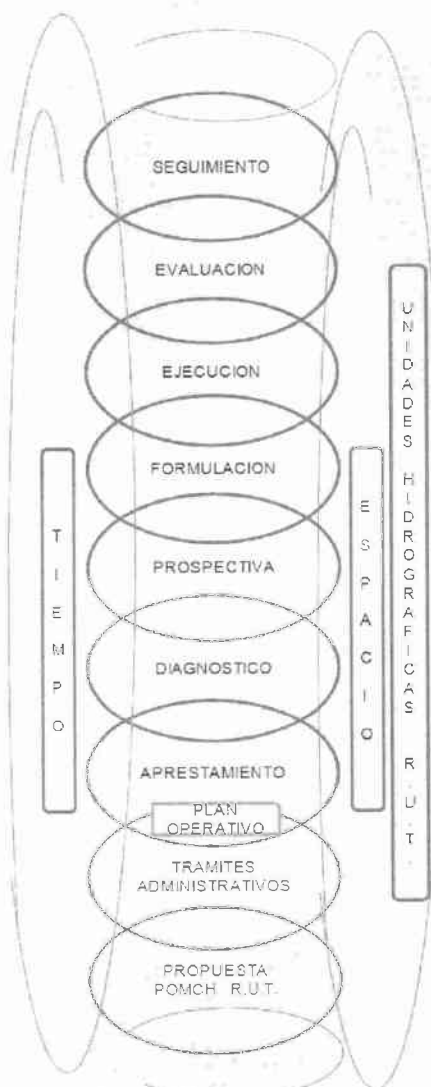 SEGUIMIENTO
EVALUACION
EJECUCION
FORMULACION
PROSPECTIVA
DIAGNOSTICO
APRESTAMIENTO
PLAN
OPERATIVO
TRAMITES
ADMINISTRATIVOS
PROPUESTA
POMCH R.U.T.
TIEMPO
ESPACIO
UNIDADES HIDROGRAFICAS R.U.T.